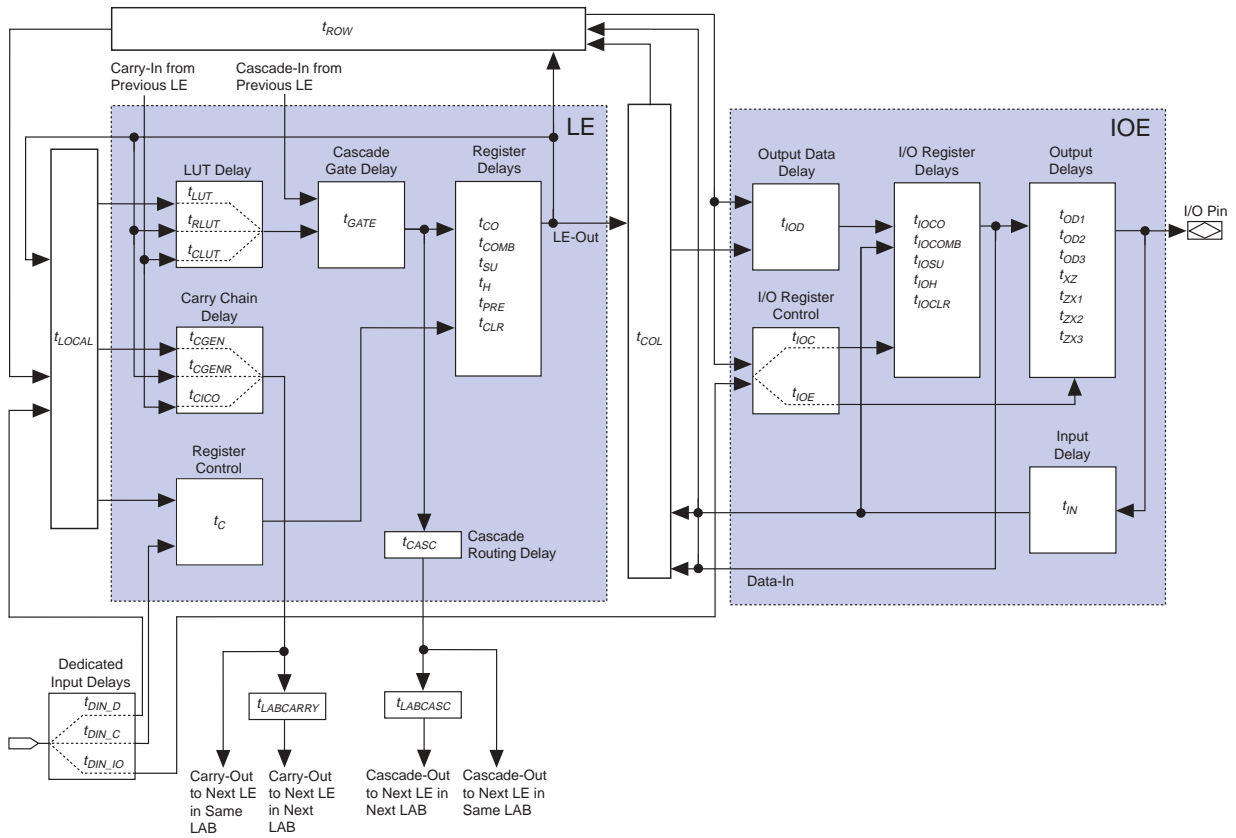 tROW
Carry-In from
Previous LE
Cascade-In from
Previous LE
LE
IOE
LUT Delay
tLUT
tRLUT
tCLUT
Cascade
Gate Delay
tGATE
Register
Delays
tCO
tCOMB
tSU
tH
tPRE
tCLR
LE-Out
Carry Chain
Delay
tCGEN
tCGENR
tCICO
tLOCAL
Register
Control
tC
tCASC
Cascade
Routing Delay
tCOL
Output Data
Delay
tIOD
I/O Register
Delays
tIOCO
tIOCOMB
tIOSU
tIOH
tIOCLR
Output
Delays
tOD1
tOD2
tOD3
tXZ
tZX1
tZX2
tZX3
I/O Pin
I/O Register
Control
tIOC
tIOE
Input
Delay
tIN
Data-In
Dedicated
Input Delays
tDIN_D
tDIN_C
tDIN_IO
tLABCARRY
tLABCASC
Carry-Out
to Next LE
in Same
LAB
Carry-Out
to Next LE
in Next
LAB
Cascade-Out
to Next LE in
Next LAB
Cascade-Out
to Next LE in
Same LAB